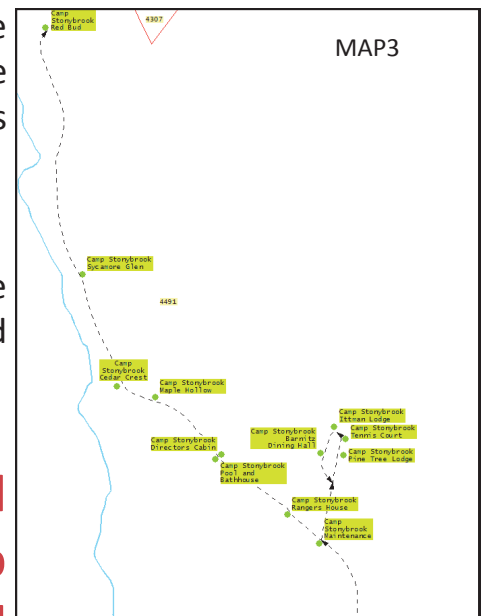 Camp
Stonybrook
Red Bud
4307
MAP3
e
e
s
Camp Stonybrook
Sycamore Glen
e
4491
d
Camp
Stonybrook
Cedar Crest
Camp Stonybrook
Maple Hollow
Camp Stonybrook
Ittman Lodge
Camp Stonybrook
Tennis Court
Camp Stonybrook
Barnitz
Dining Hall
Camp Stonybrook
Pine Tree Lodge
Camp Stonybrook
Directors Cabin
Camp Stonybrook
Pool and
Bathhouse
Camp Stonybrook
Rangers House
Camp
Stonybrook
Maintenance